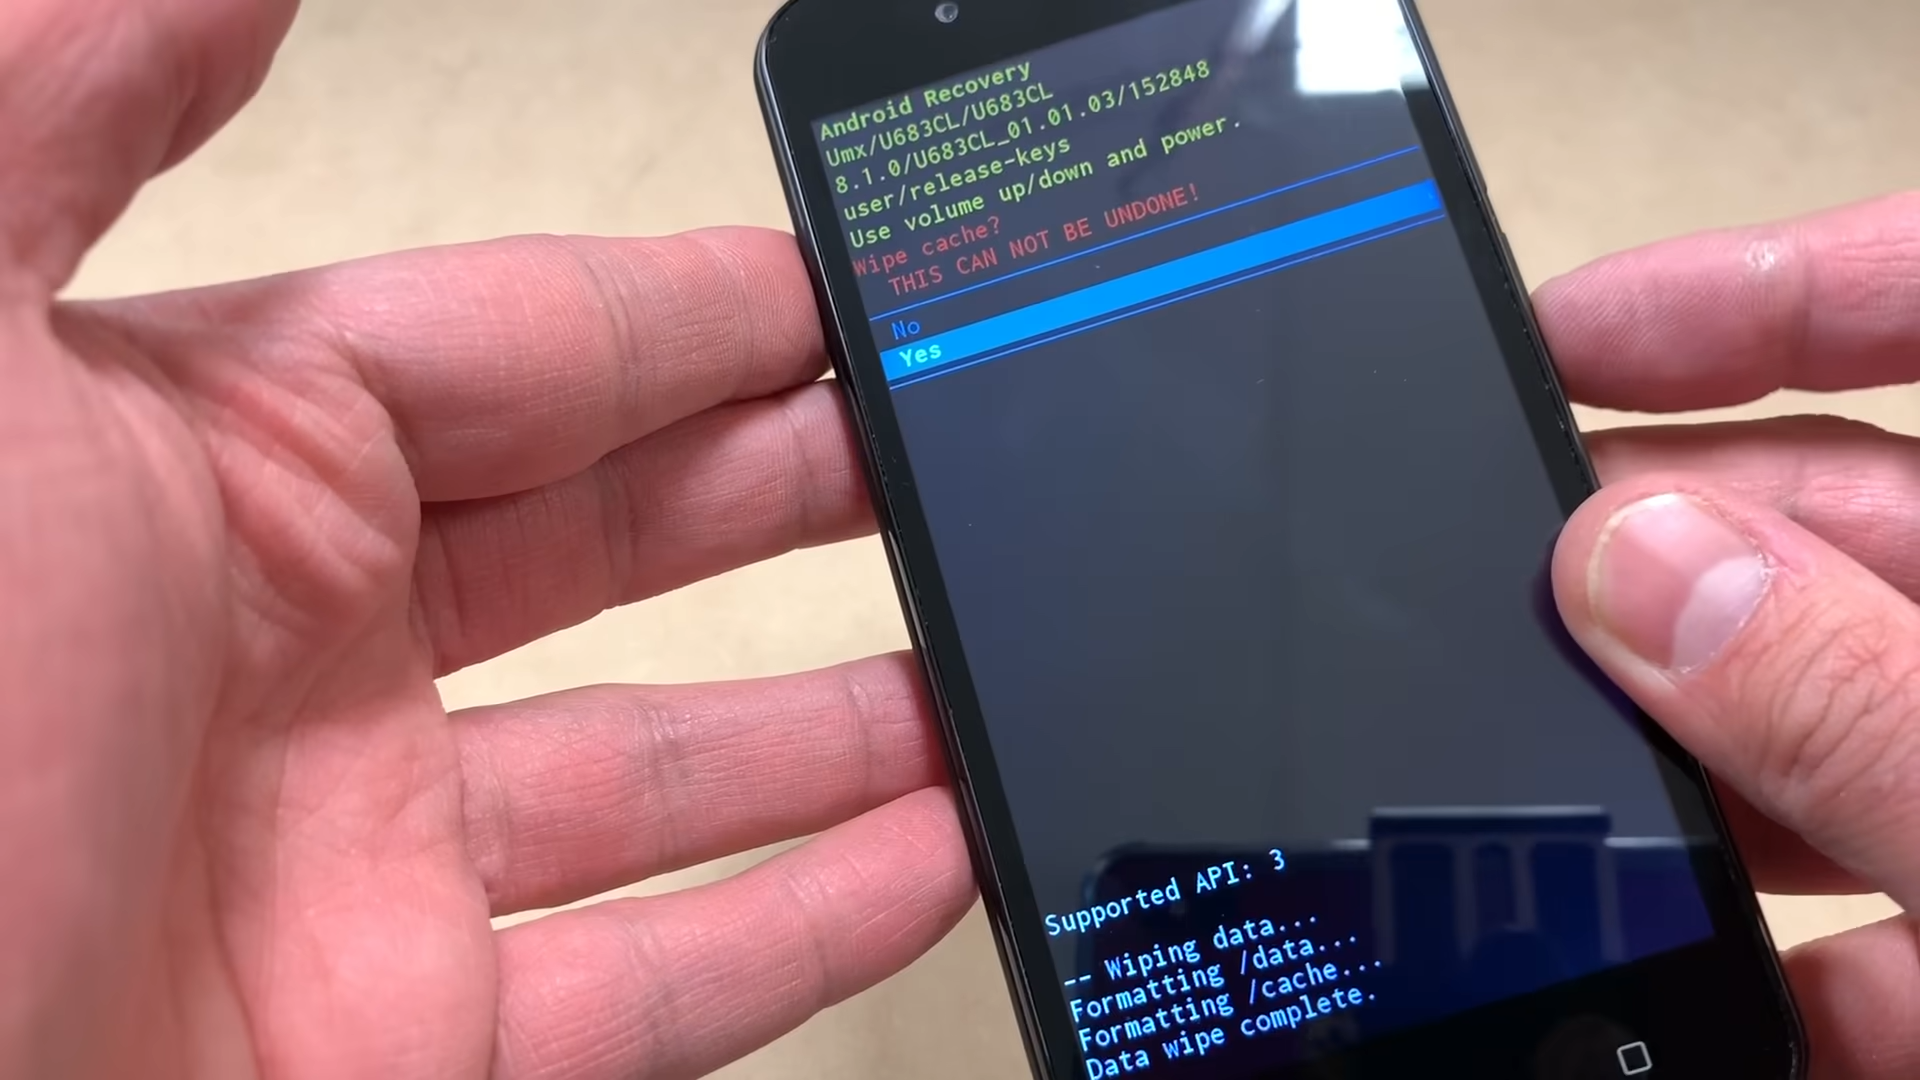 Android Recovery
Umx/U683CL/U683CL
8.1.0/U683CL_01.01.03/152848
user/release-keys
Use volume up/down and power.
Wipe cache?
THIS CAN NOT BE UNDONE!
No
Yes
Supported API: 3
-- Wiping data...
Formatting /data...
Formatting /cache...
Data wipe complete.